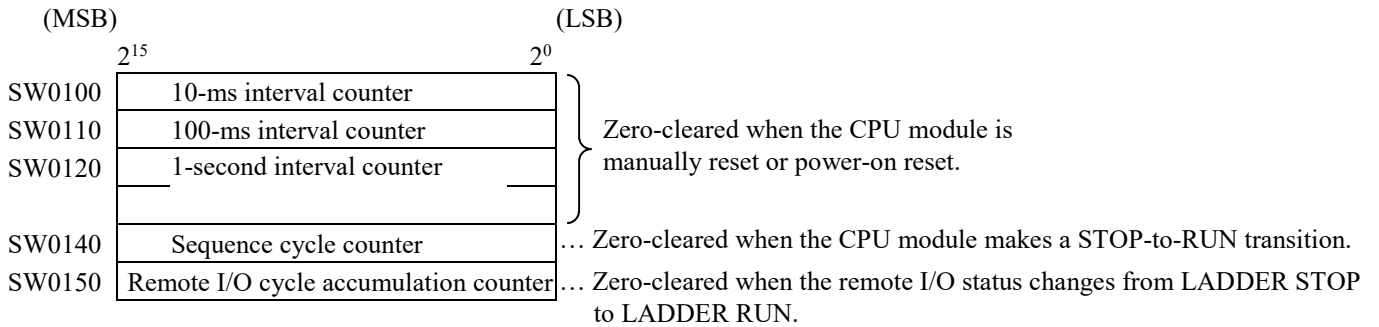 (MSB) (LSB)
2¹⁵ 2⁰
SW0100 10-ms interval counter
SW0110 100-ms interval counter Zero-cleared when the CPU module is
SW0120 1-second interval counter manually reset or power-on reset.
SW0140 Sequence cycle counter … Zero-cleared when the CPU module makes a STOP-to-RUN transition.
SW0150 Remote I/O cycle accumulation counter … Zero-cleared when the remote I/O status changes from LADDER STOP
to LADDER RUN.